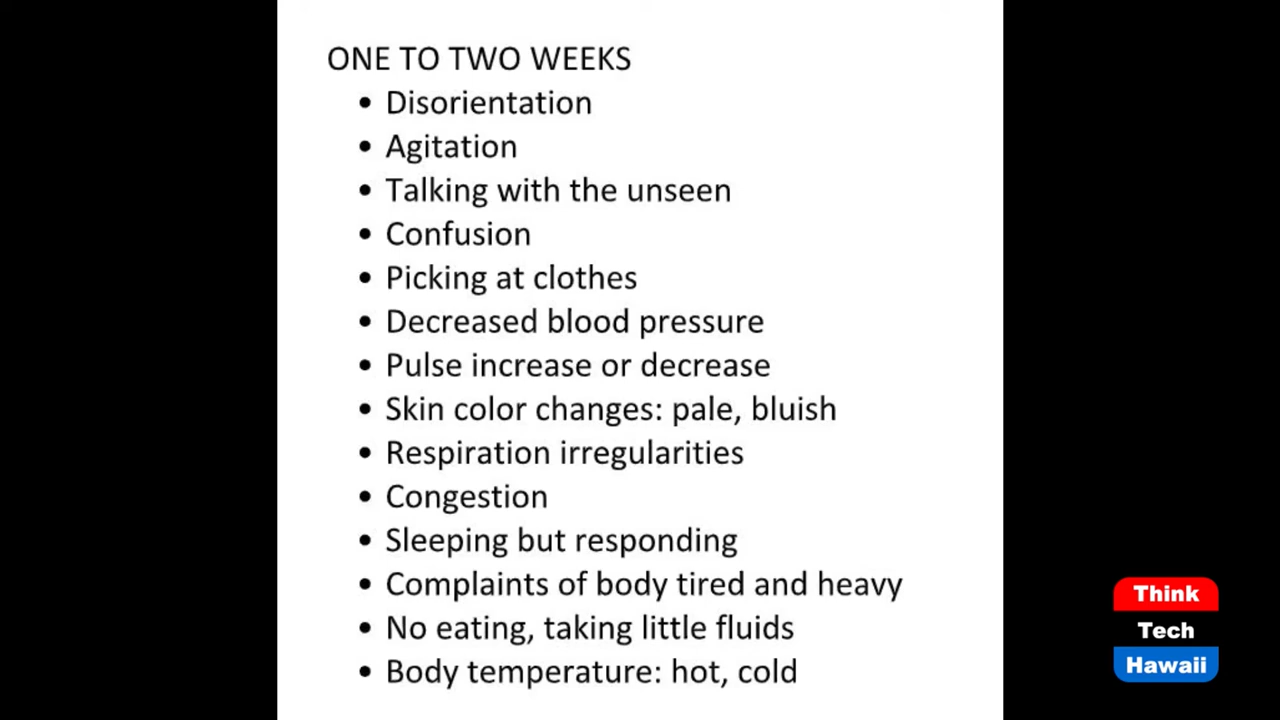 ONE TO TWO WEEKS
• Disorientation
• Agitation
• Talking with the unseen
• Confusion
• Picking at clothes
• Decreased blood pressure
• Pulse increase or decrease
• Skin color changes: pale, bluish
• Respiration irregularities
• Congestion
• Sleeping but responding
• Complaints of body tired and heavy
• No eating, taking little fluids
• Body temperature: hot, cold
Think
Tech
Hawaii